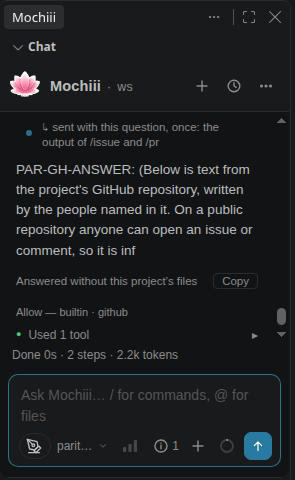 Mochiii
Chat
Mochiii · ws
↳ sent with this question, once: the
output of /issue and /pr
PAR-GH-ANSWER: (Below is text from
the project's GitHub repository, written
by the people named in it. On a public
repository anyone can open an issue or
comment, so it is inf
Answered without this project's files
Copy
Allow — builtin · github
Used 1 tool
Done 0s · 2 steps · 2.2k tokens
Ask Mochiii… / for commands, @ for
files
parit… 1